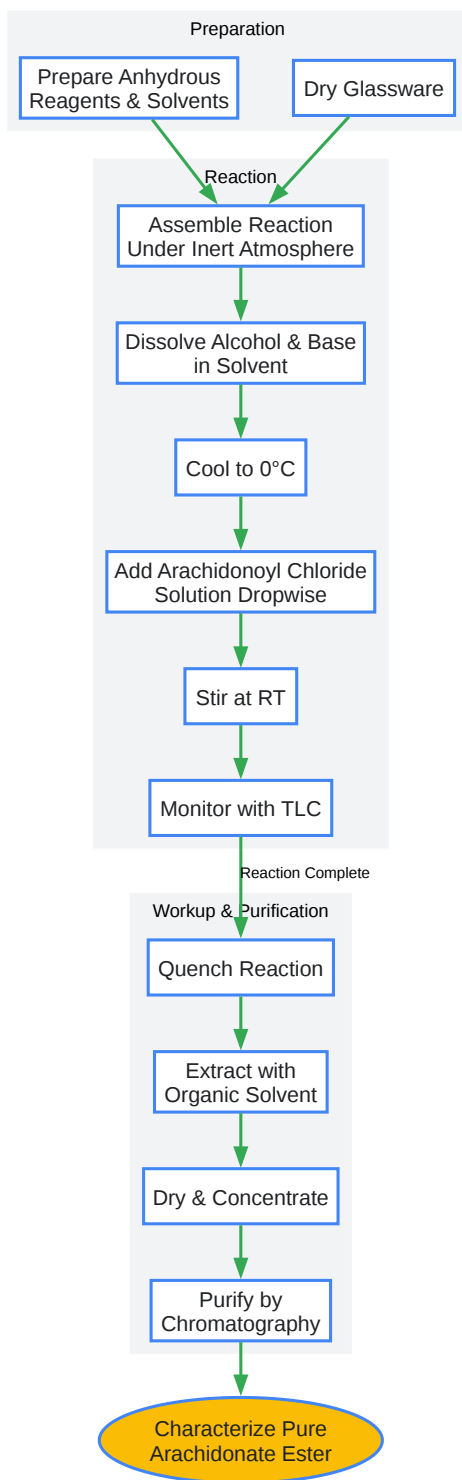 Preparation
Prepare Anhydrous
Reagents & Solvents
Dry Glassware
Reaction
Assemble Reaction
Under Inert Atmosphere
Dissolve Alcohol & Base
in Solvent
Cool to 0°C
Add Arachidonoyl Chloride
Solution Dropwise
Stir at RT
Monitor with TLC
Reaction Complete
Workup & Purification
Quench Reaction
Extract with
Organic Solvent
Dry & Concentrate
Purify by
Chromatography
Characterize Pure
Arachidonate Ester